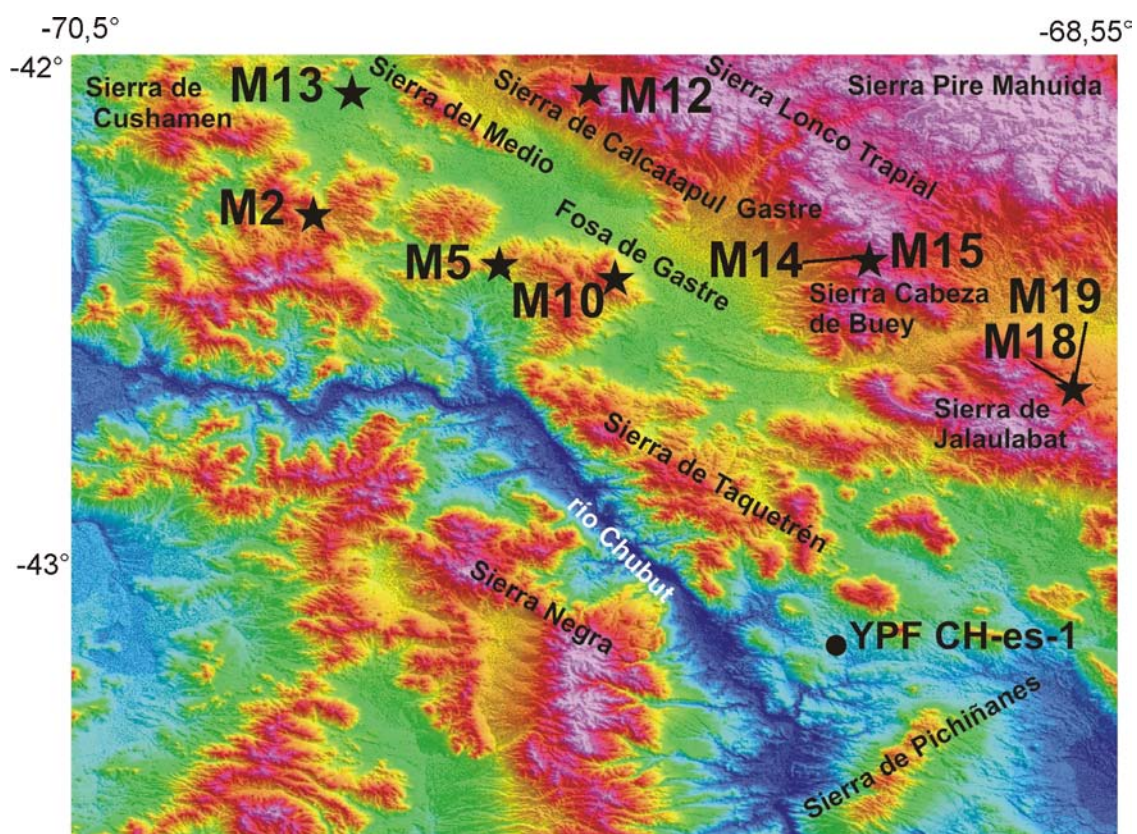 -70,5°
-68,55°
-42°
Sierra de
Cushamen
M13
Sierra del Medio
Sierra de Calcatapul
M12
Sierra Lonco Trapial
Sierra Pire Mahuida
M2
Gastre
Fosa de Gastre
M5
M10
M14
M15
Sierra Cabeza
de Buey
M19
M18
Sierra de
Jalaulabat
Sierra de Taquetrén
río Chubut
-43°
Sierra Negra
YPF CH-es-1
Sierra de Pichiñanes